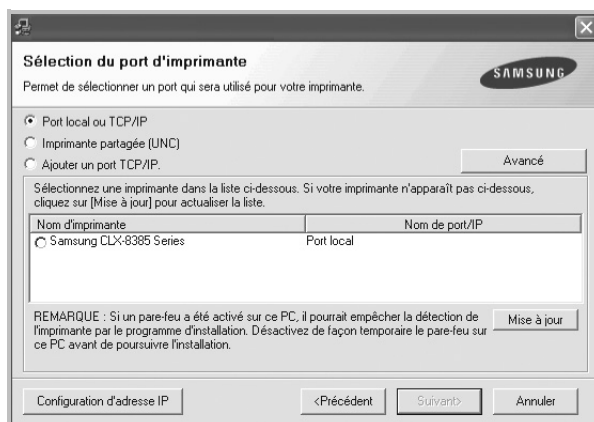 Sélection du port d'imprimante
Permet de sélectionner un port qui sera utilisé pour votre imprimante.
SAMSUNG
Port local ou TCP/IP
Imprimante partagée (UNC)
Ajouter un port TCP/IP.
Avancé
Sélectionnez une imprimante dans la liste ci-dessous. Si votre imprimante n'apparaît pas ci-dessous,
cliquez sur [Mise à jour] pour actualiser la liste.
Nom d'imprimante Nom de port/IP
Samsung CLX-8385 Series Port local
REMARQUE : Si un pare-feu a été activé sur ce PC, il pourrait empêcher la détection de
l'imprimante par le programme d'installation. Désactivez de façon temporaire le pare-feu sur
ce PC avant de poursuivre l'installation.
Mise à jour
Configuration d'adresse IP <Précédent Suivant> Annuler